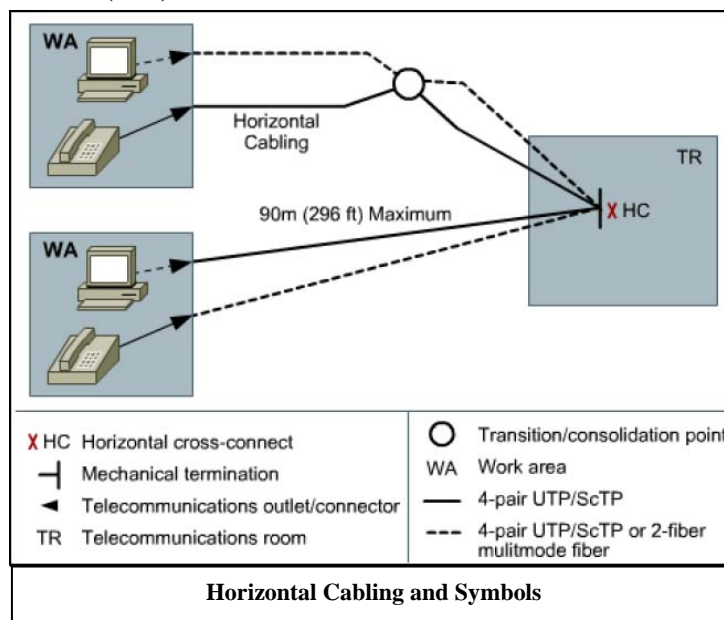 WA
Horizontal
Cabling
TR
X HC
90m (296 ft) Maximum
WA
X HC Horizontal cross-connect
Mechanical termination
Telecommunications outlet/connector
TR Telecommunications room
Transition/consolidation point
WA Work area
4-pair UTP/ScTP
4-pair UTP/ScTP or 2-fiber
mulitmode fiber
Horizontal Cabling and Symbols